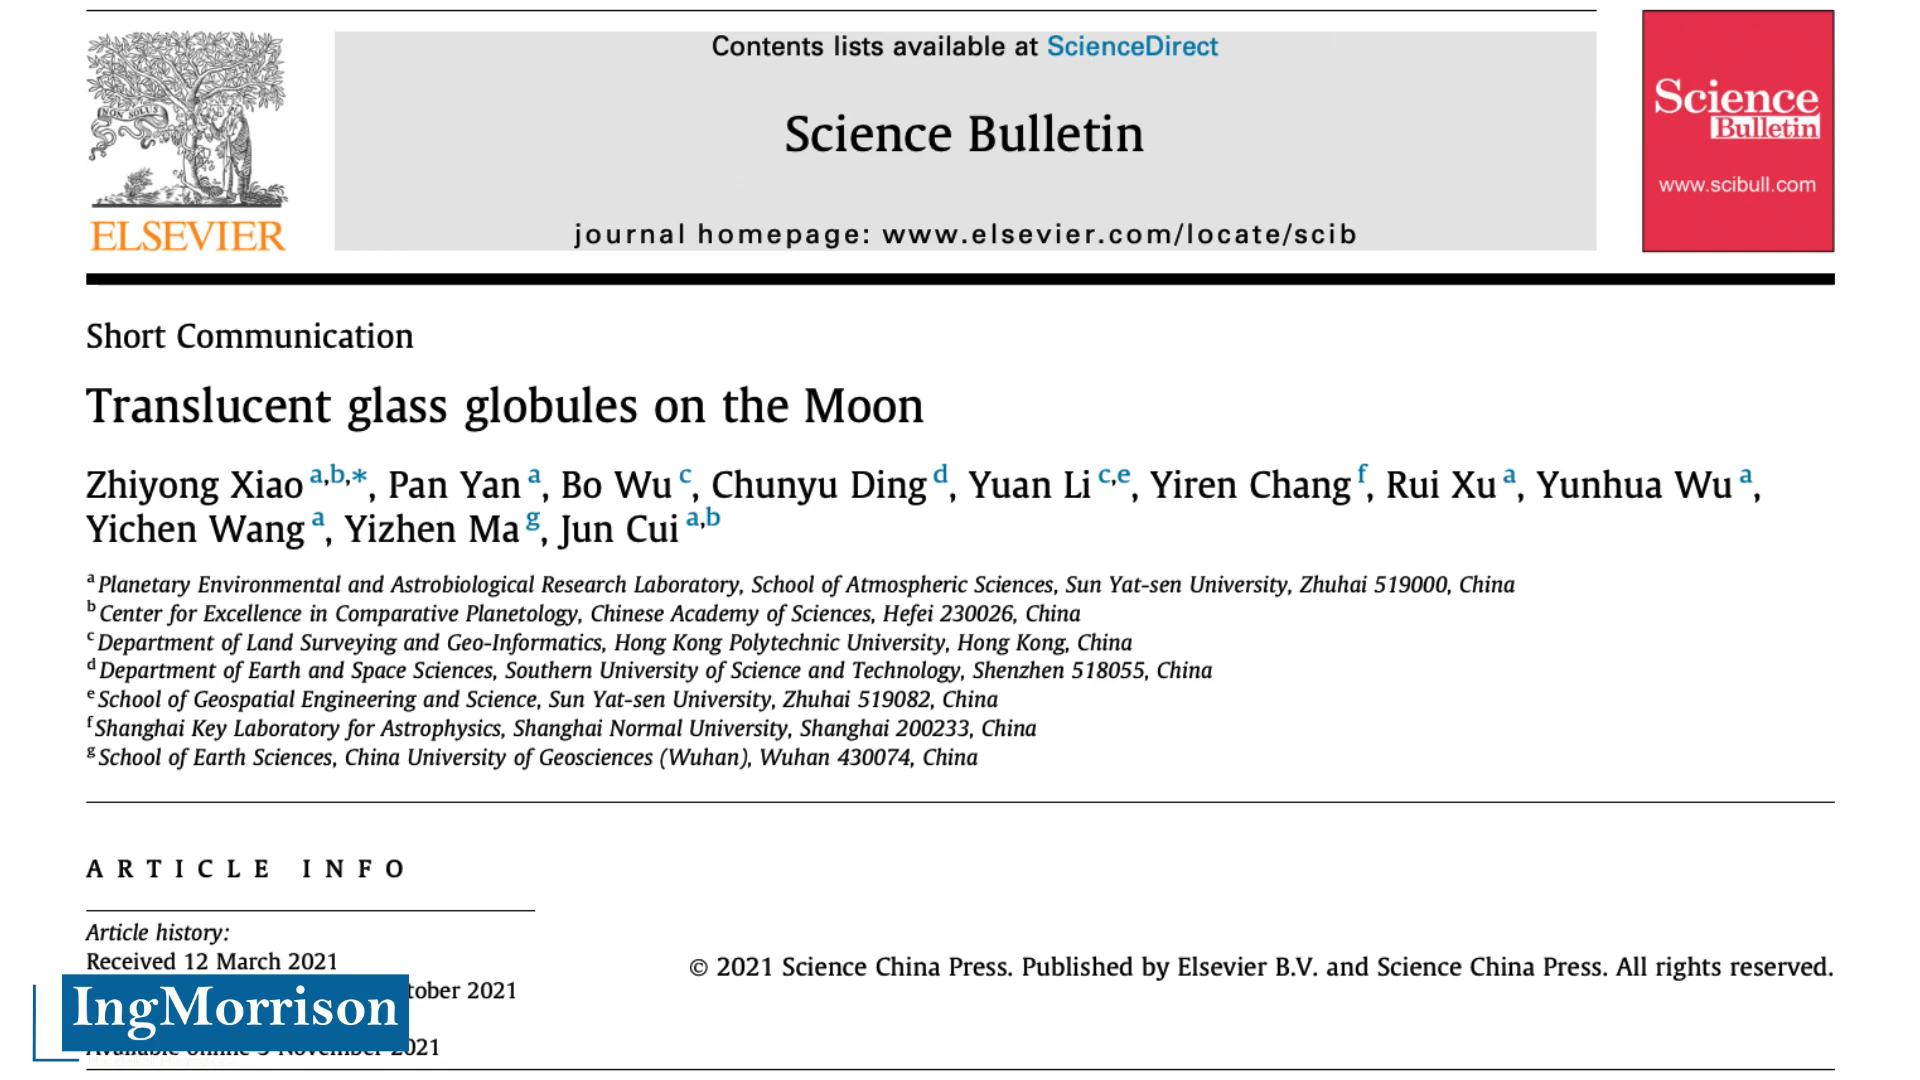 Contents lists available at ScienceDirect
Science Bulletin
journal homepage: www.elsevier.com/locate/scib
NON SOLUS
ELSEVIER
Science
Bulletin
www.scibull.com
Short Communication
Translucent glass globules on the Moon
Zhiyong Xiao a,b,*, Pan Yan a, Bo Wu c, Chunyu Ding d, Yuan Li c,e, Yiren Chang f, Rui Xu a, Yunhua Wu a,
Yichen Wang a, Yizhen Ma g, Jun Cui a,b
a Planetary Environmental and Astrobiological Research Laboratory, School of Atmospheric Sciences, Sun Yat-sen University, Zhuhai 519000, China
b Center for Excellence in Comparative Planetology, Chinese Academy of Sciences, Hefei 230026, China
c Department of Land Surveying and Geo-Informatics, Hong Kong Polytechnic University, Hong Kong, China
d Department of Earth and Space Sciences, Southern University of Science and Technology, Shenzhen 518055, China
e School of Geospatial Engineering and Science, Sun Yat-sen University, Zhuhai 519082, China
f Shanghai Key Laboratory for Astrophysics, Shanghai Normal University, Shanghai 200233, China
g School of Earth Sciences, China University of Geosciences (Wuhan), Wuhan 430074, China
ARTICLE INFO
Article history:
Received 12 March 2021
tober 2021
2021
IngMorrison
© 2021 Science China Press. Published by Elsevier B.V. and Science China Press. All rights reserved.